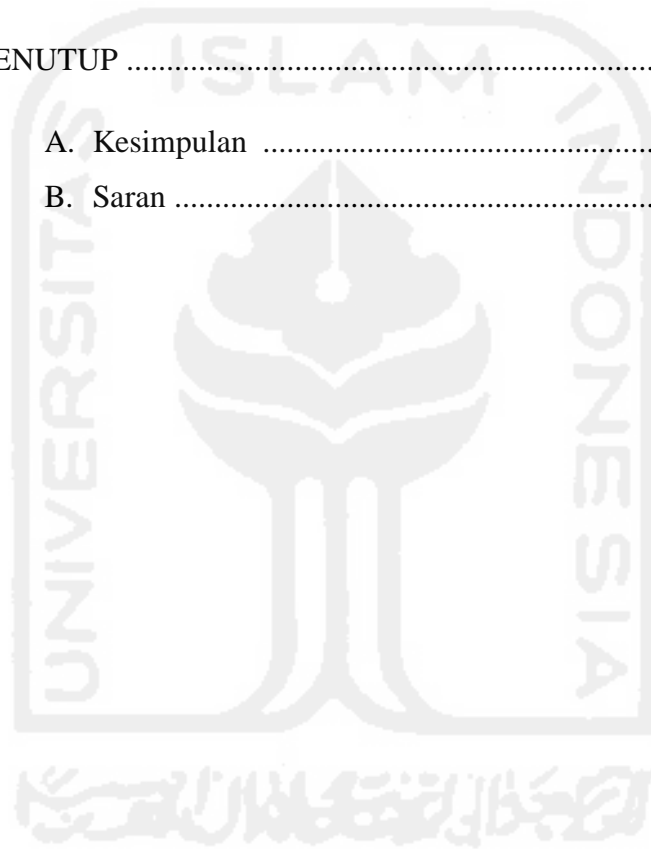 ENUTUP ......................................................................
A. Kesimpulan ......................................................
B. Saran .................................................................
ISLAM
UNIVERSITAS
INDONESIA